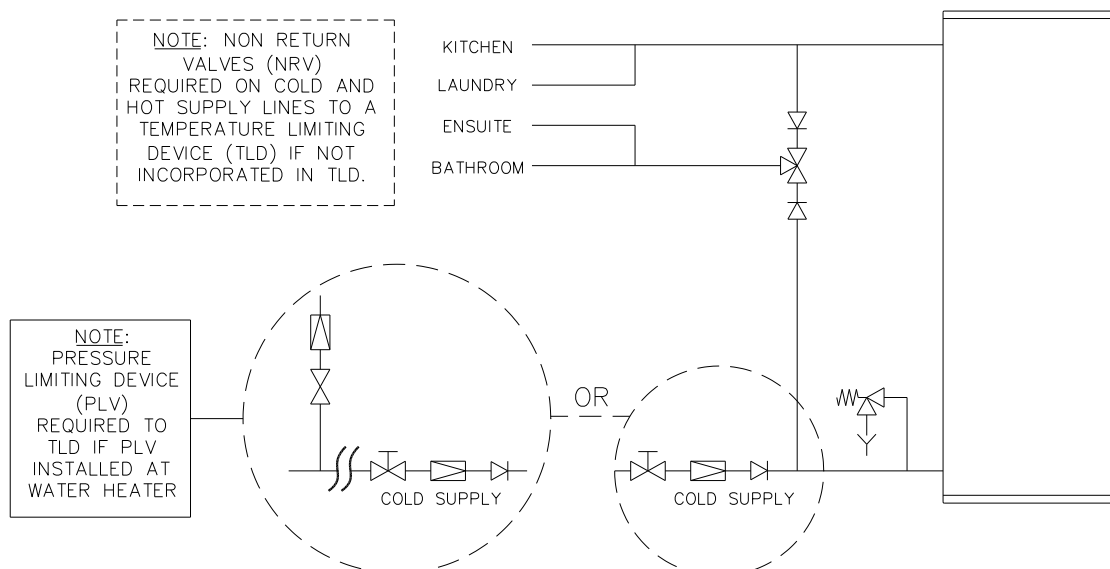 NOTE: NON RETURN
VALVES (NRV)
REQUIRED ON COLD AND
HOT SUPPLY LINES TO A
TEMPERATURE LIMITING
DEVICE (TLD) IF NOT
INCORPORATED IN TLD.
KITCHEN
LAUNDRY
ENSUITE
BATHROOM
NOTE:
PRESSURE
LIMITING DEVICE
(PLV)
REQUIRED TO
TLD IF PLV
INSTALLED AT
WATER HEATER
OR
COLD SUPPLY
COLD SUPPLY